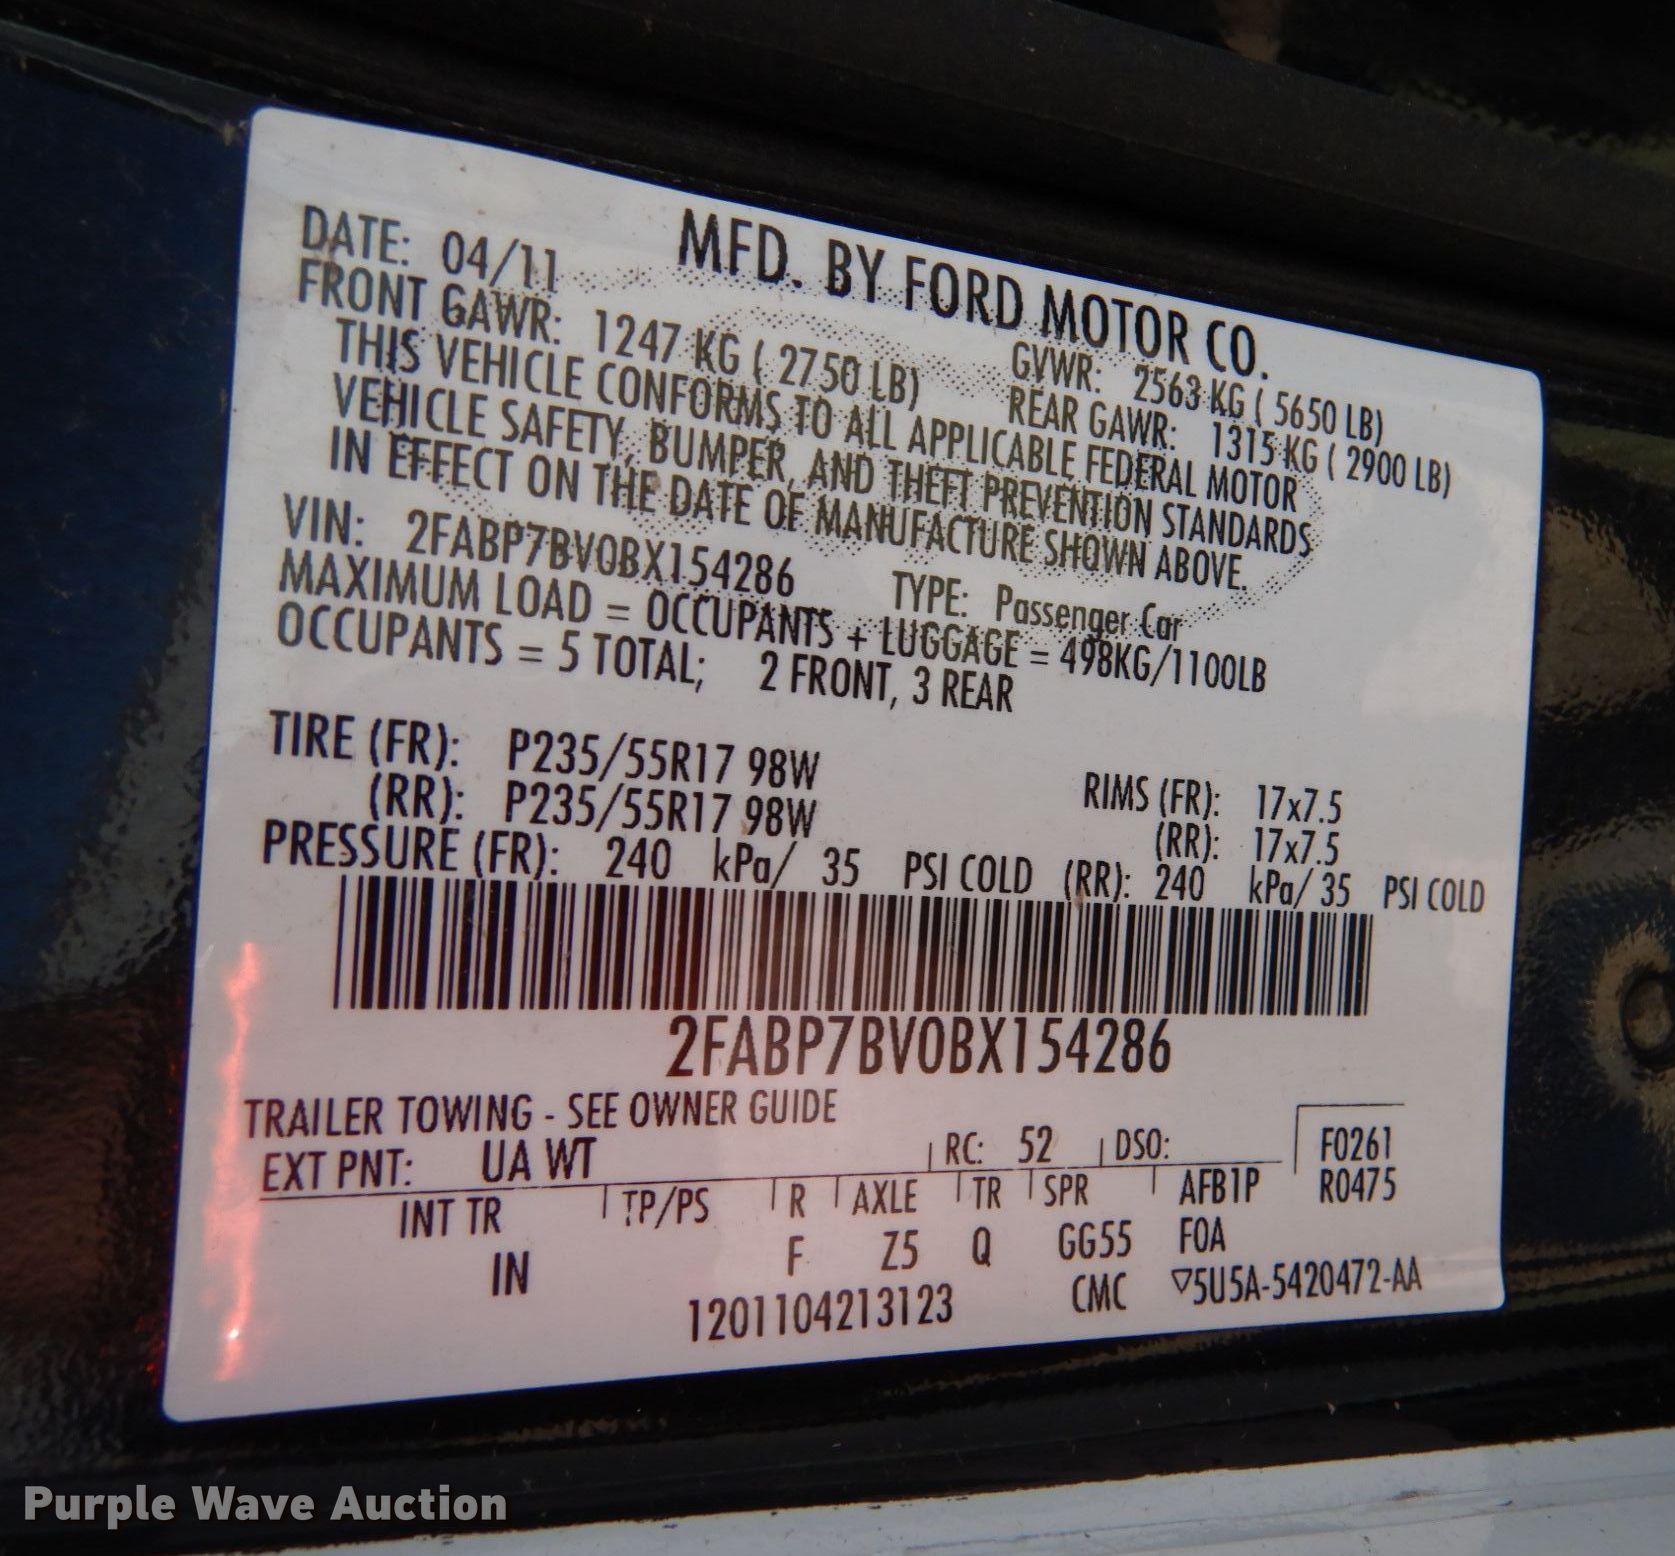 MFD. BY FORD MOTOR CO.
DATE: 04/11 GVWR: 2563 KG ( 5650 LB)
FRONT GAWR: 1247 KG ( 2750 LB) REAR GAWR: 1315 KG ( 2900 LB)
THIS VEHICLE CONFORMS TO ALL APPLICABLE FEDERAL MOTOR
VEHICLE SAFETY, BUMPER, AND THEFT PREVENTION STANDARDS
IN EFFECT ON THE DATE OF MANUFACTURE SHOWN ABOVE.
VIN: 2FABP7BV0BX154286 TYPE: Passenger Car
MAXIMUM LOAD = OCCUPANTS + LUGGAGE = 498KG/1100LB
OCCUPANTS = 5 TOTAL; 2 FRONT, 3 REAR
TIRE (FR): P235/55R17 98W RIMS (FR): 17x7.5
(RR): P235/55R17 98W (RR): 17x7.5
PRESSURE (FR): 240 kPa/ 35 PSI COLD (RR): 240 kPa/ 35 PSI COLD
2FABP7BV0BX154286
TRAILER TOWING - SEE OWNER GUIDE
EXT PNT: UA WT RC: 52 DSO: F0261
INT TR TP/PS R AXLE TR SPR AFB1P R0475
IN F Z5 Q GG55 FOA
1201104213123 CMC ▽5U5A-5420472-AA
Purple Wave Auction